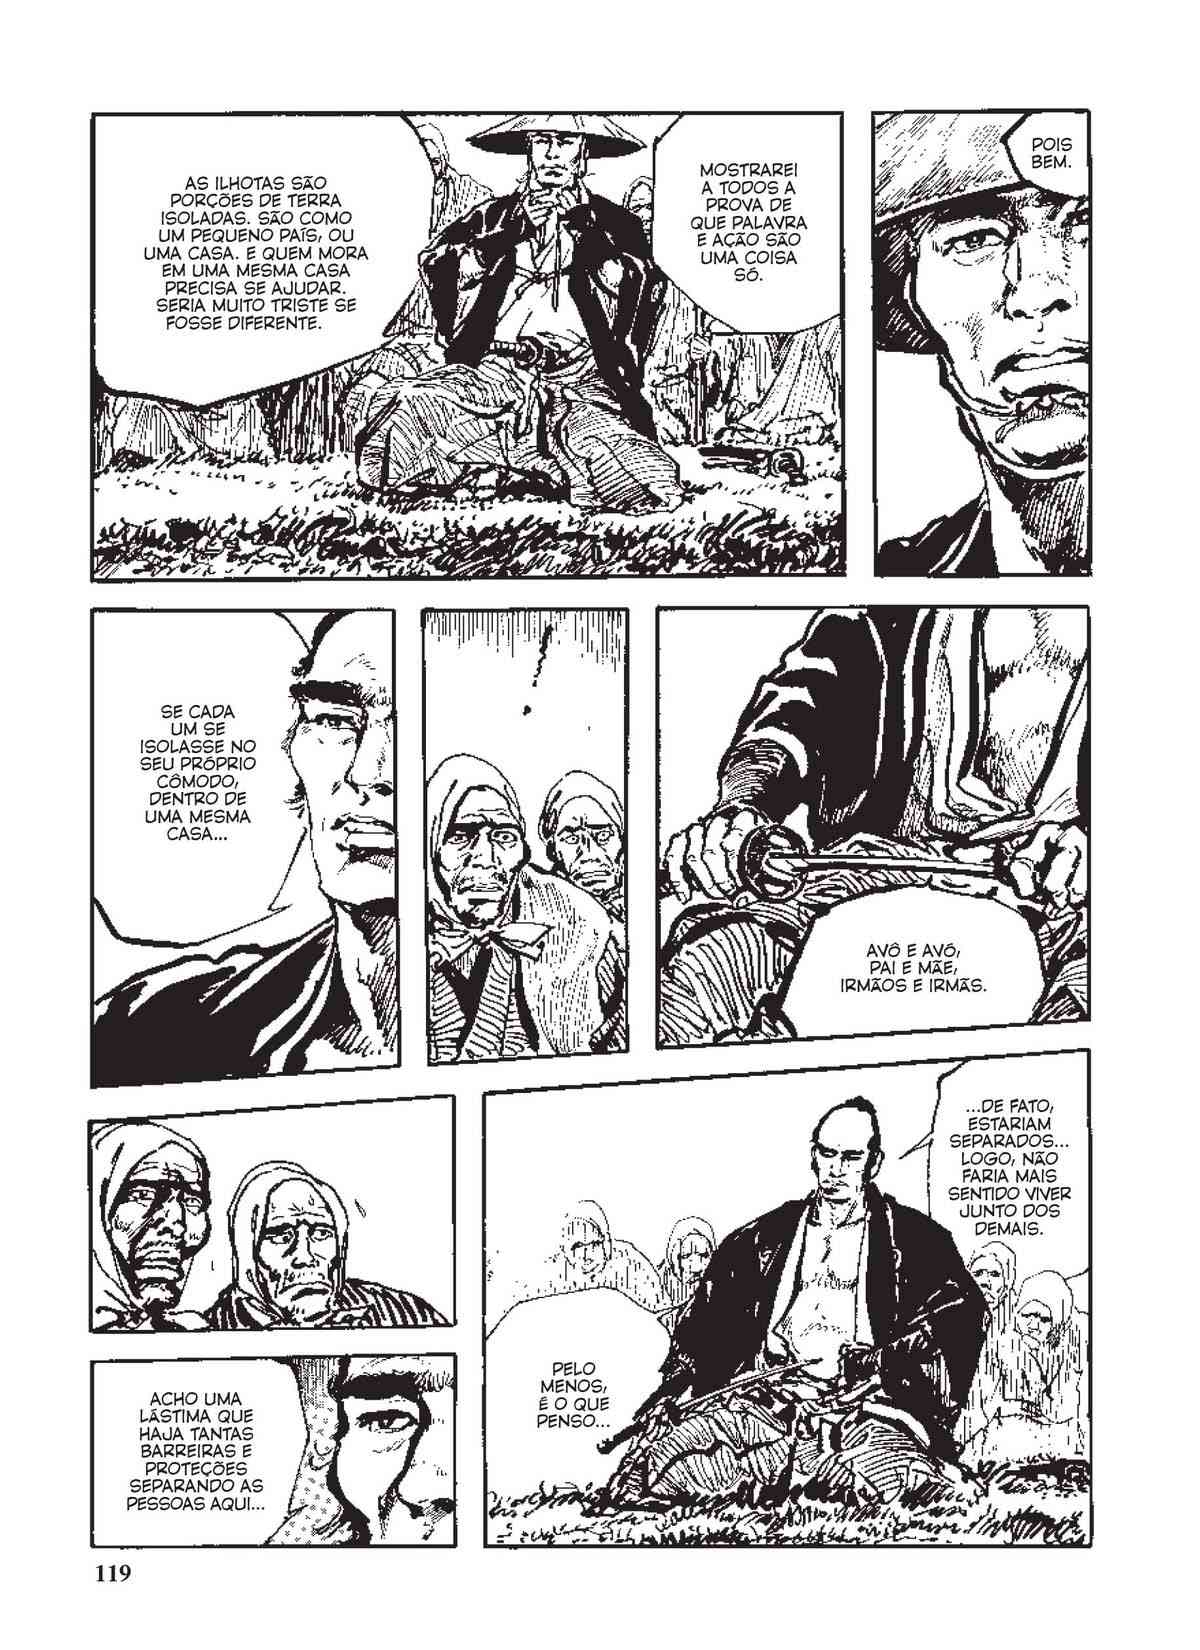 AS ILHOTAS SÃO
PORÇÕES DE TERRA
ISOLADAS. SÃO COMO
UM PEQUENO PAÍS, OU
UMA CASA. E QUEM MORA
EM UMA MESMA CASA
PRECISA SE AJUDAR.
SERIA MUITO TRISTE SE
FOSSE DIFERENTE.
MOSTRAREI
A TODOS A
PROVA DE
QUE PALAVRA
E AÇÃO SÃO
UMA COISA
SÓ.
POIS
BEM.
SE CADA
UM SE
ISOLASSE NO
SEU PRÓPRIO
CÔMODO,
DENTRO DE
UMA MESMA
CASA...
AVÔ E AVÓ,
PAI E MÃE,
IRMÃOS E IRMÃS.
...DE FATO,
ESTARIAM
SEPARADOS...
LOGO, NÃO
FARIA MAIS
SENTIDO VIVER
JUNTO DOS
DEMAIS.
PELO
MENOS,
É O QUE
PENSO...
ACHO UMA
LÁSTIMA QUE
HAJA TANTAS
BARREIRAS E
PROTEÇÕES
SEPARANDO AS
PESSOAS AQUI...
119